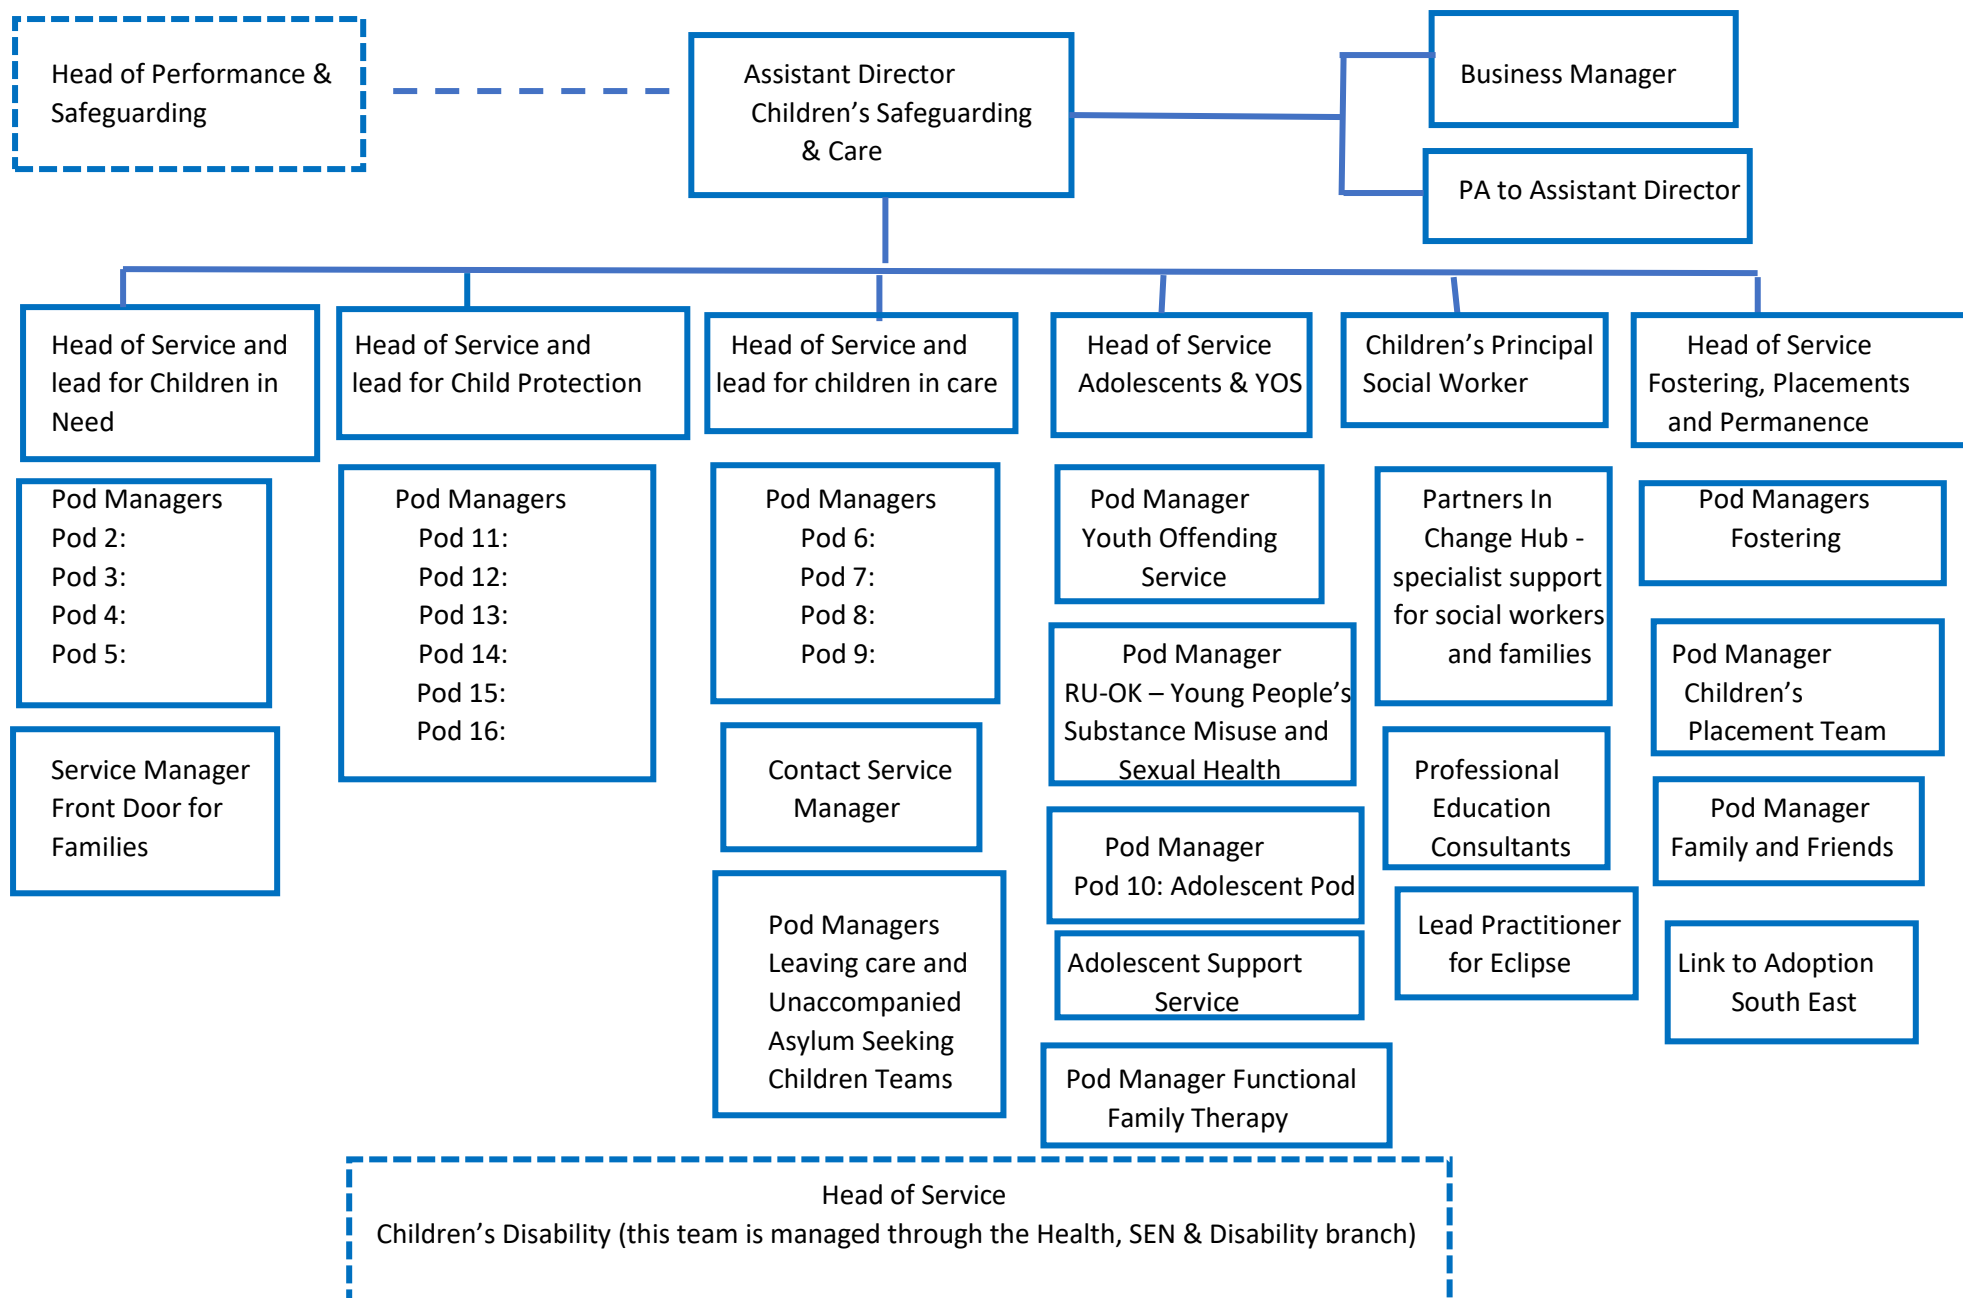 Head of Performance &
Safeguarding
Assistant Director
Children’s Safeguarding
& Care
Business Manager
PA to Assistant Director
Head of Service and
lead for Children in
Need
Pod Managers
Pod 2:
Pod 3:
Pod 4:
Pod 5:
Service Manager
Front Door for
Families
Head of Service and
lead for Child Protection
Pod Managers
Pod 11:
Pod 12:
Pod 13:
Pod 14:
Pod 15:
Pod 16:
Head of Service and
lead for children in care
Pod Managers
Pod 6:
Pod 7:
Pod 8:
Pod 9:
Contact Service
Manager
Pod Managers
Leaving care and
Unaccompanied
Asylum Seeking
Children Teams
Head of Service
Adolescents & YOS
Pod Manager
Youth Offending
Service
Pod Manager
RU-OK – Young People’s
Substance Misuse and
Sexual Health
Pod Manager
Pod 10: Adolescent Pod
Adolescent Support
Service
Pod Manager Functional
Family Therapy
Children’s Principal
Social Worker
Partners In
Change Hub -
specialist support
for social workers
and families
Professional
Education
Consultants
Lead Practitioner
for Eclipse
Head of Service
Fostering, Placements
and Permanence
Pod Managers
Fostering
Pod Manager
Children’s
Placement Team
Pod Manager
Family and Friends
Link to Adoption
South East
Head of Service
Children’s Disability (this team is managed through the Health, SEN & Disability branch)